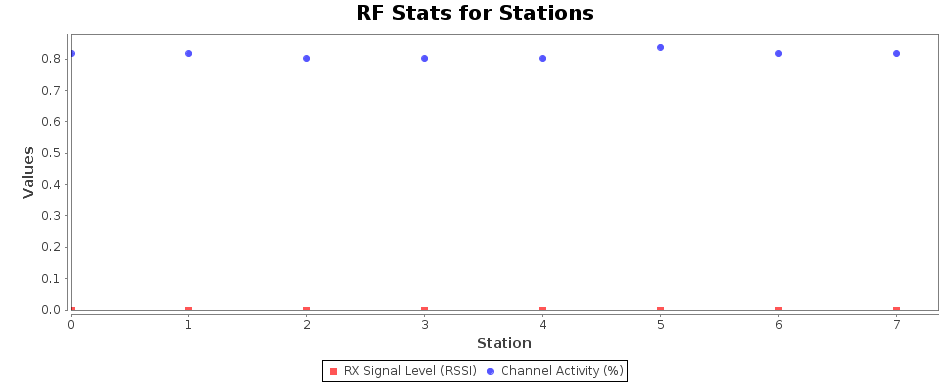 RF Stats for Stations
Values
0.8
0.7
0.6
0.5
0.4
0.3
0.2
0.1
0.0
0 1 2 3 4 5 6 7
Station
RX Signal Level (RSSI) Channel Activity (%)